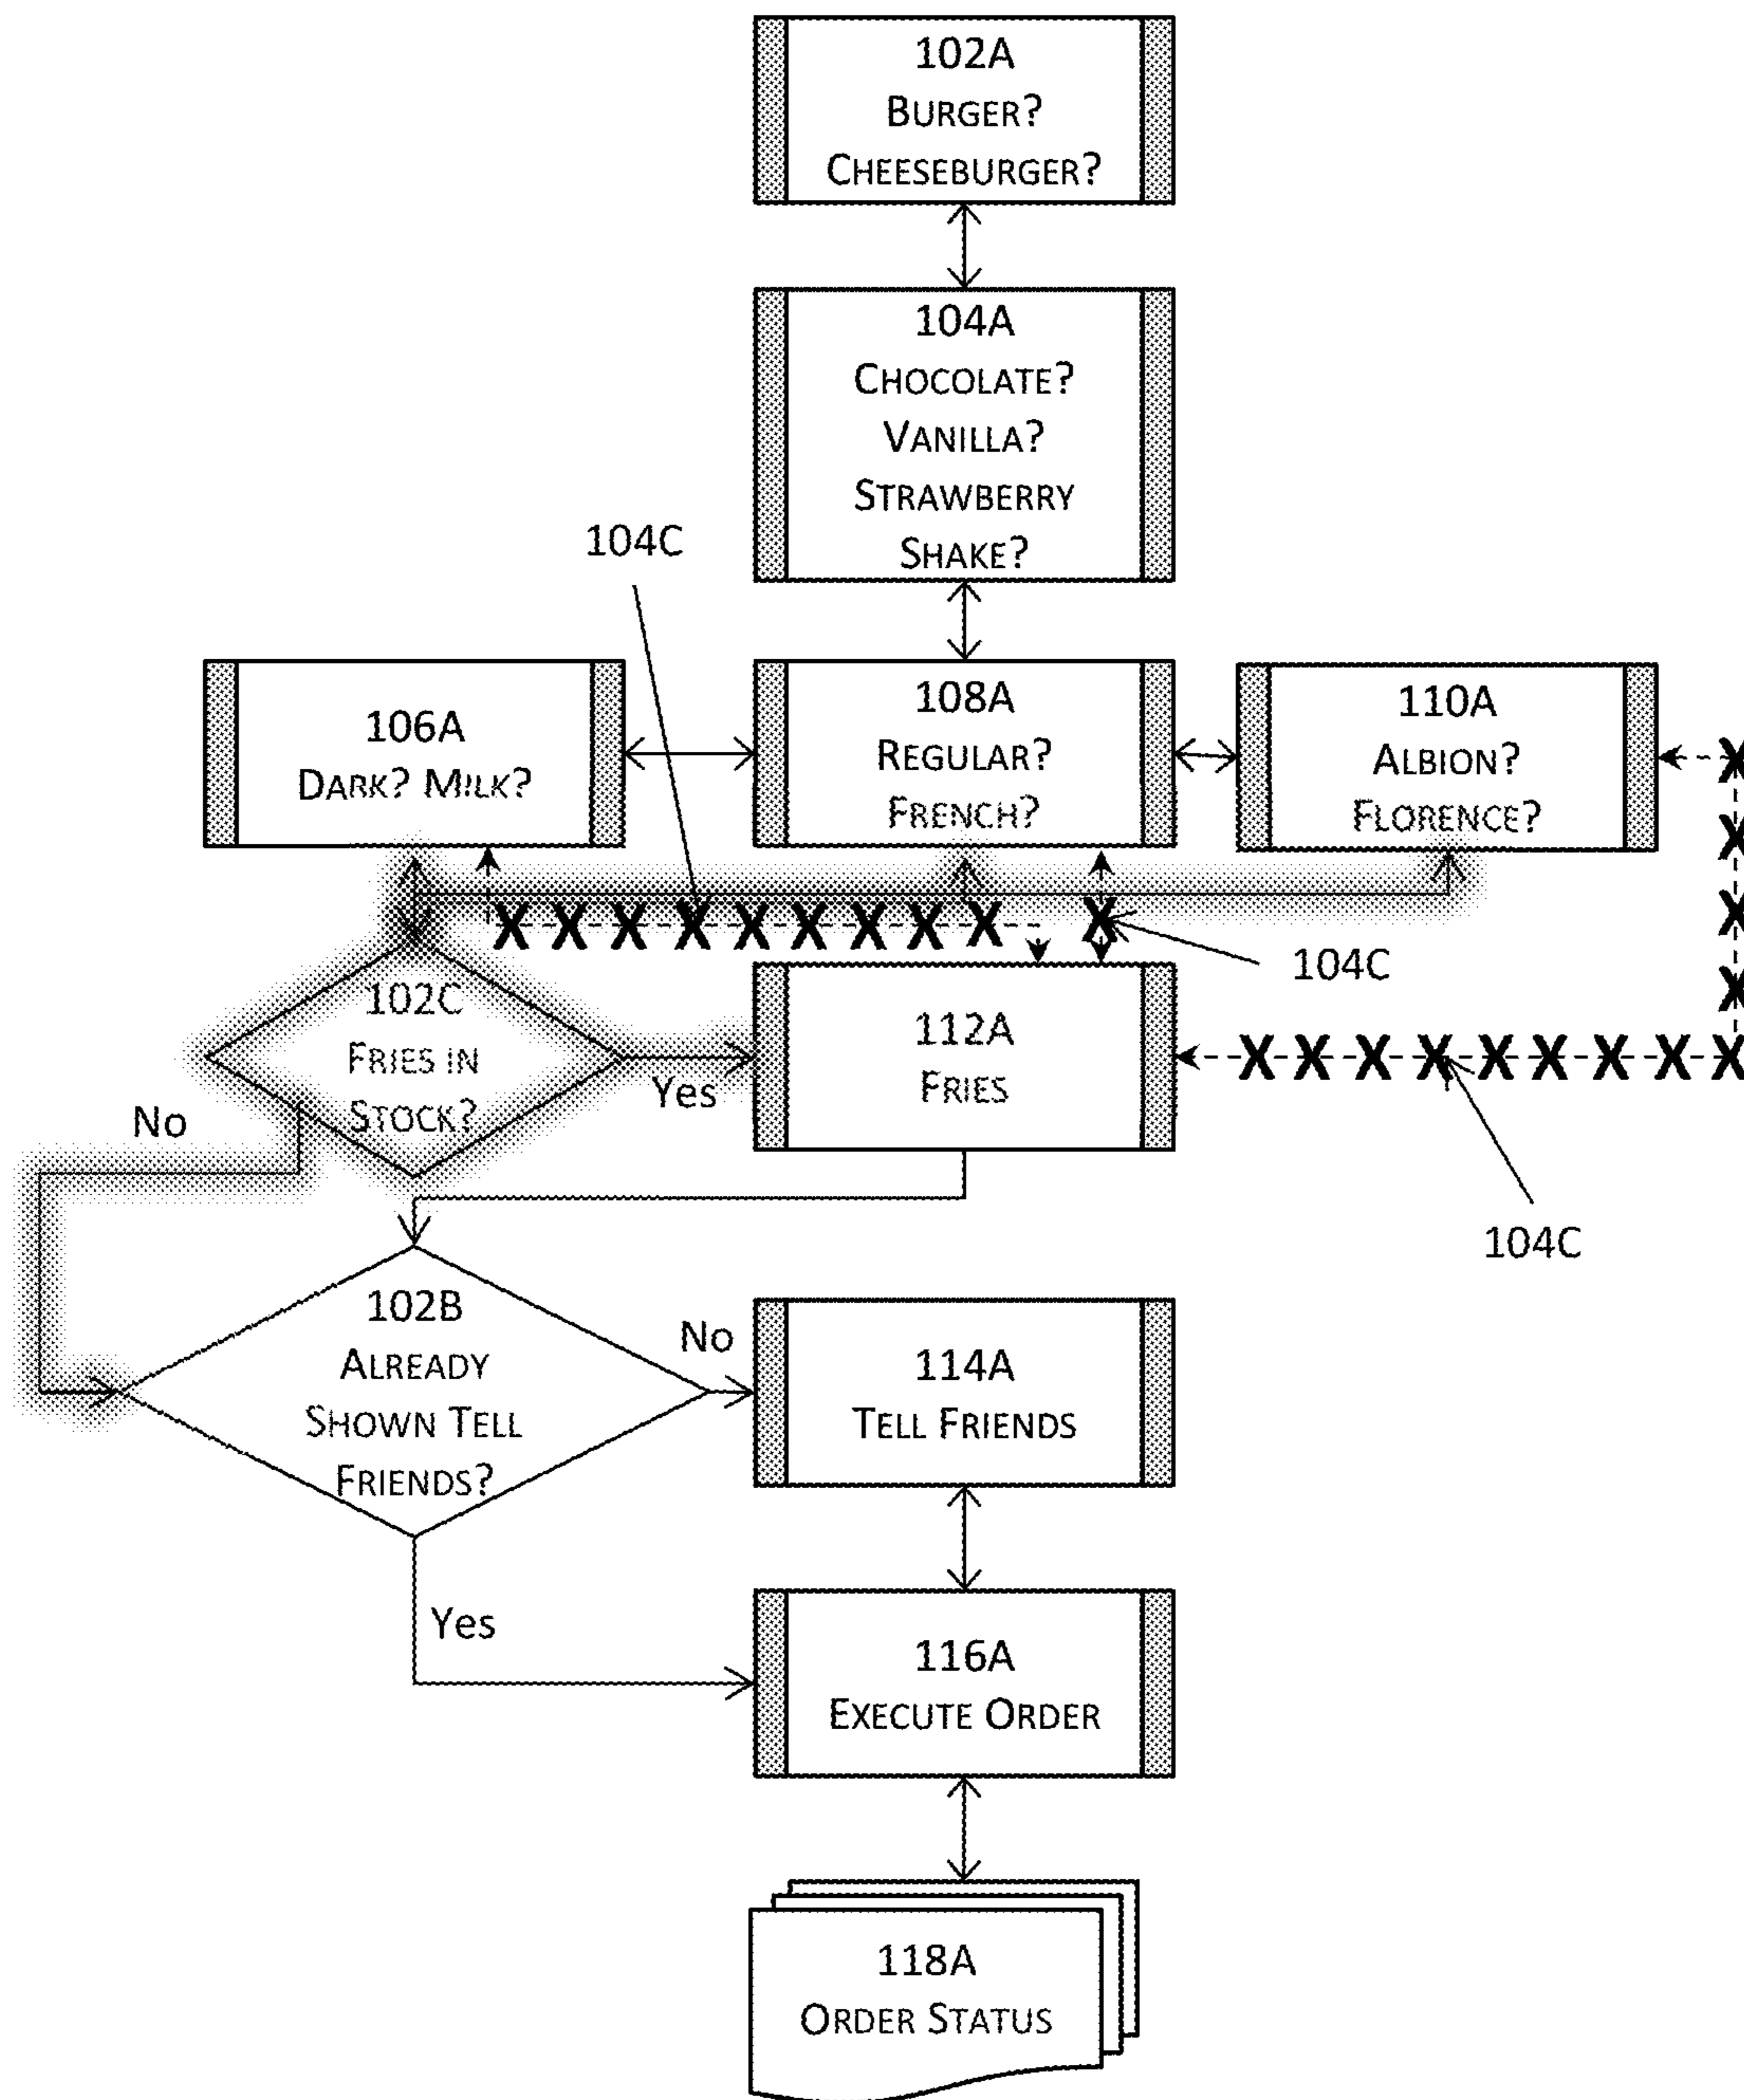 102A
BURGER?
CHEESEBURGER?
104A
CHOCOLATE?
VANILLA?
STRAWBERRY
SHAKE?
104C
106A
DARK? MILK?
108A
REGULAR?
FRENCH?
110A
ALBION?
FLORENCE?
104C
102C
FRIES IN
STOCK?
Yes
No
112A
FRIES
104C
102B
ALREADY
SHOWN TELL
FRIENDS?
No
Yes
114A
TELL FRIENDS
116A
EXECUTE ORDER
118A
ORDER STATUS